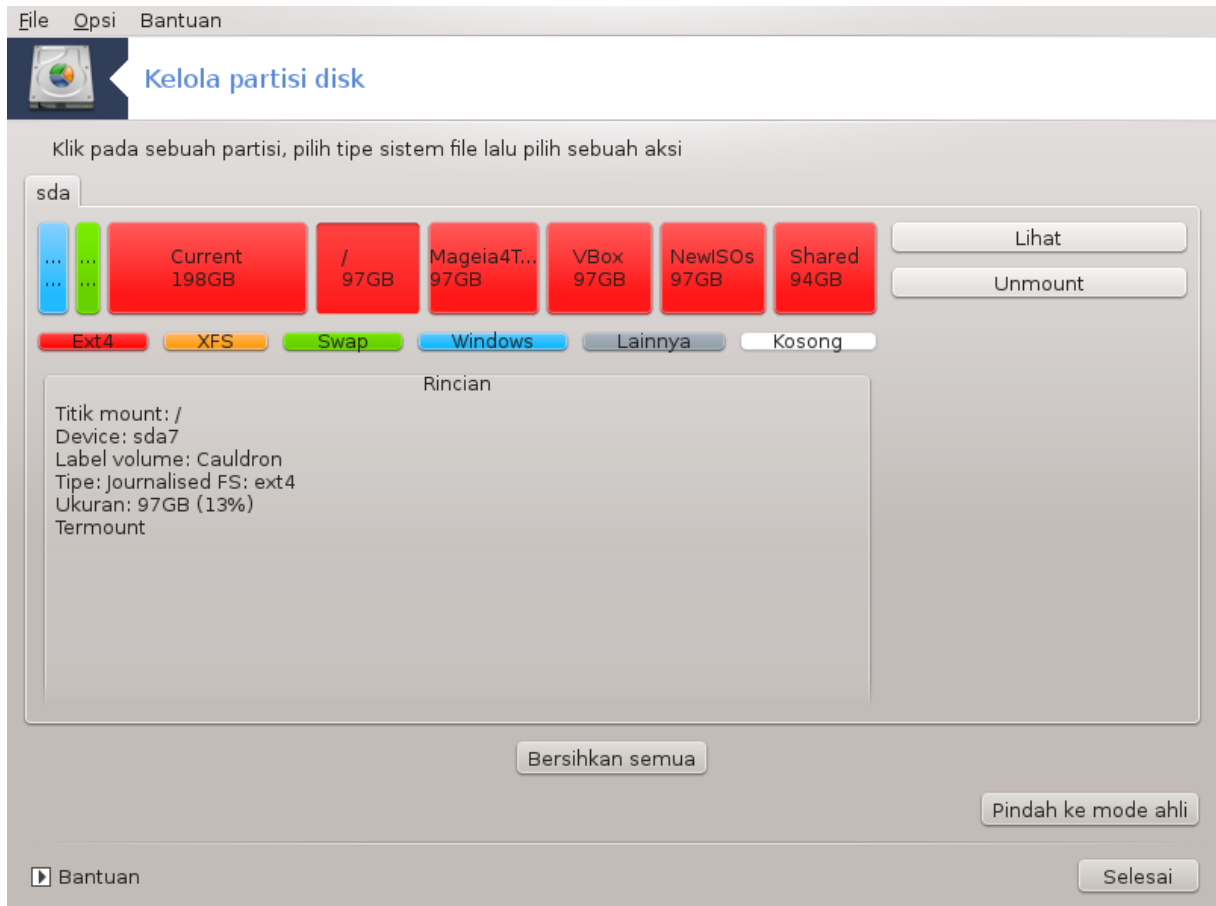 File Opsi Bantuan
Kelola partisi disk
Klik pada sebuah partisi, pilih tipe sistem file lalu pilih sebuah aksi
sda
...
...
...
...
Current
198GB
/
97GB
Mageia4T...
97GB
VBox
97GB
NewISOs
97GB
Shared
94GB
Lihat
Unmount
Ext4 XFS Swap Windows Lainnya Kosong
Rincian
Titik mount: /
Device: sda7
Label volume: Cauldron
Tipe: Journalised FS: ext4
Ukuran: 97GB (13%)
Termount
Bersihkan semua
Pindah ke mode ahli
Bantuan
Selesai